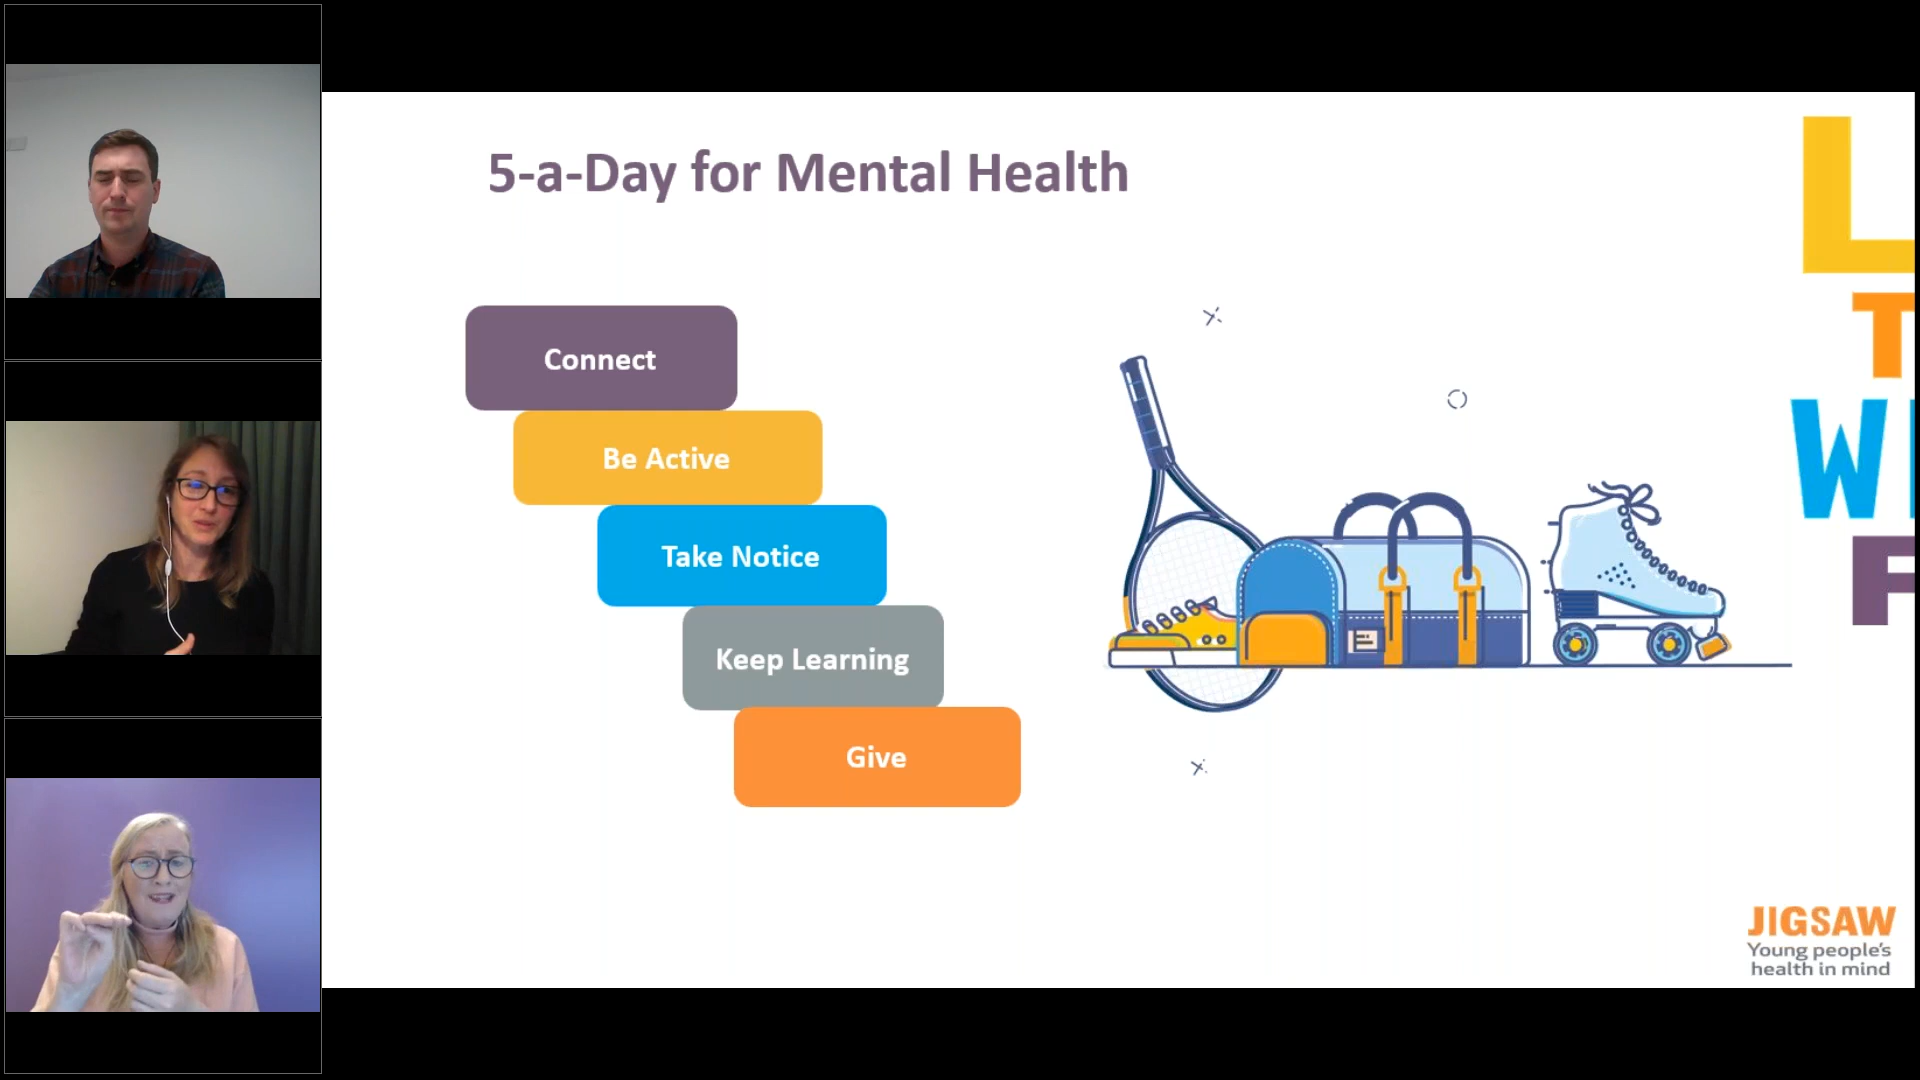 5-a-Day for Mental Health
Connect
Be Active
Take Notice
Keep Learning
Give
L
T
W
F
JIGSAW
Young people's
health in mind